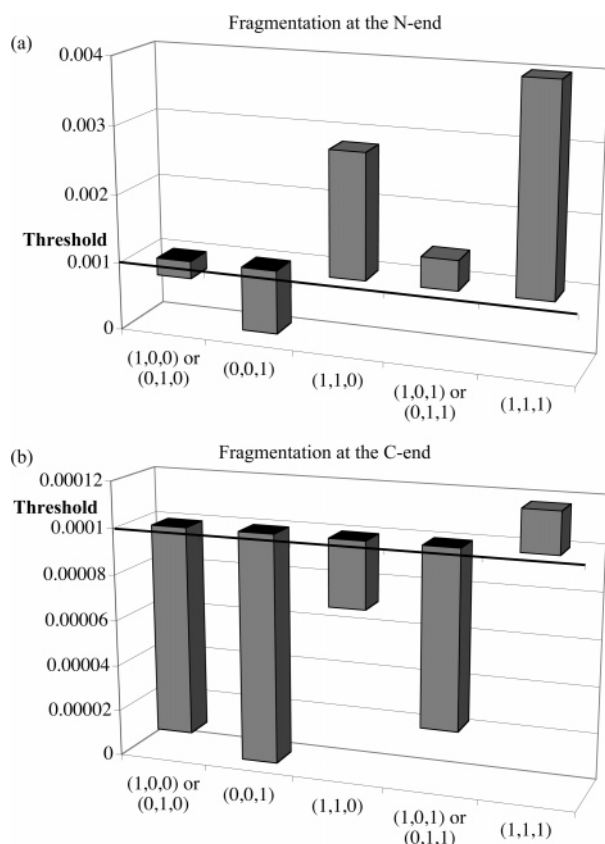 Fragmentation at the N-end
(a)
0.004
0.003
0.002
Threshold
0.001
0
(1,0,0) or
(0,1,0)
(0,0,1)
(1,1,0)
(1,0,1) or
(0,1,1)
(1,1,1)
Fragmentation at the C-end
(b)
0.00012
Threshold
0.0001
0.00008
0.00006
0.00004
0.00002
0
(1,0,0) or
(0,1,0)
(0,0,1)
(1,1,0)
(1,0,1) or
(0,1,1)
(1,1,1)